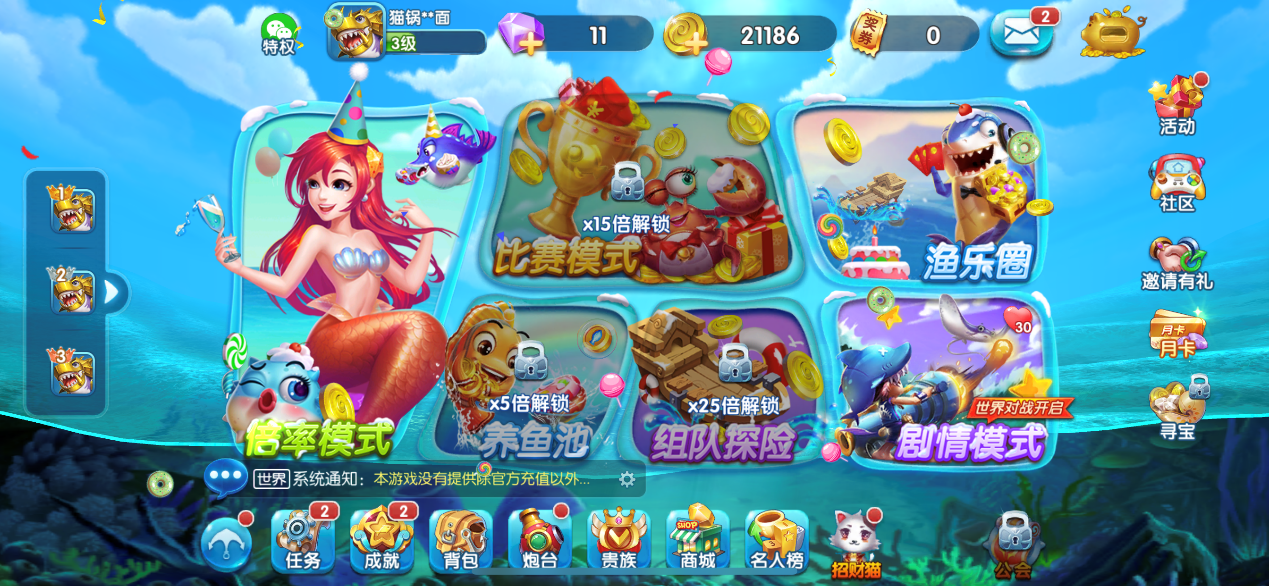 特权
猫锅**面
3级
11
21186
奖券
0
2
活动
社区
邀请有礼
月卡
月卡
寻宝
1
2
3
x15倍解锁
比赛模式
渔乐圈
倍率模式
x5倍解锁
养鱼池
x25倍解锁
组队探险
30
世界对战开启
剧情模式
世界 系统通知：本游戏没有提供除官方充值以外...
2
任务
2
成就
背包
炮台
贵族
SHOP
商城
名人榜
招财猫
公会